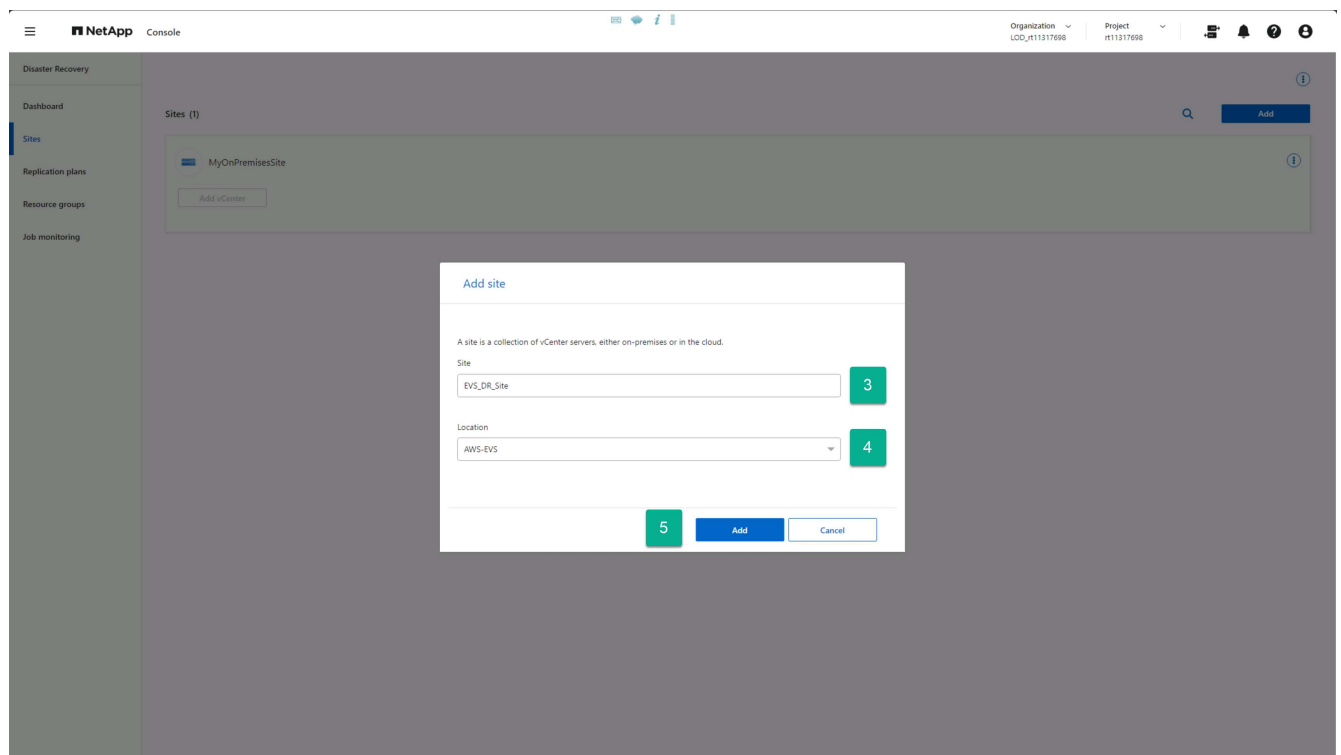 NetApp Console
Organization
LOD_rt11317698
Project
rt11317698
Disaster Recovery
Dashboard
Sites
Replication plans
Resource groups
Job monitoring
Sites (1)
Add
MyOnPremisesSite
Add vCenter
Add site
A site is a collection of vCenter servers, either on-premises or in the cloud.
Site
EVS_DR_Site
3
Location
AWS-EVS
4
5
Add
Cancel